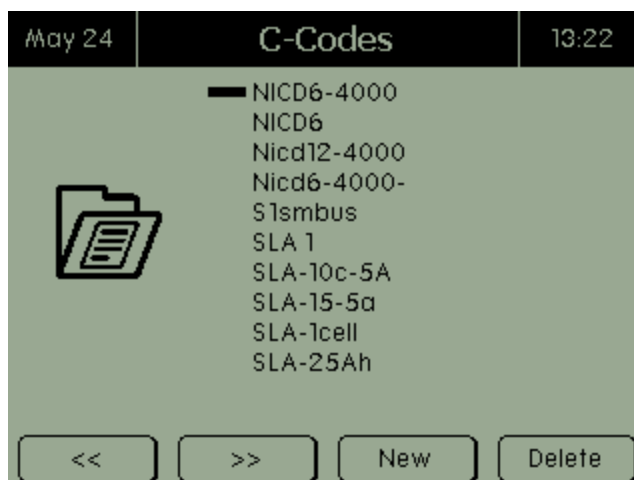 May 24 C-Codes 13:22
NICD6-4000
NICD6
Nicd12-4000
Nicd6-4000-
S1smbus
SLA 1
SLA-10c-5A
SLA-15-5a
SLA-1cell
SLA-25Ah
<< >> New Delete